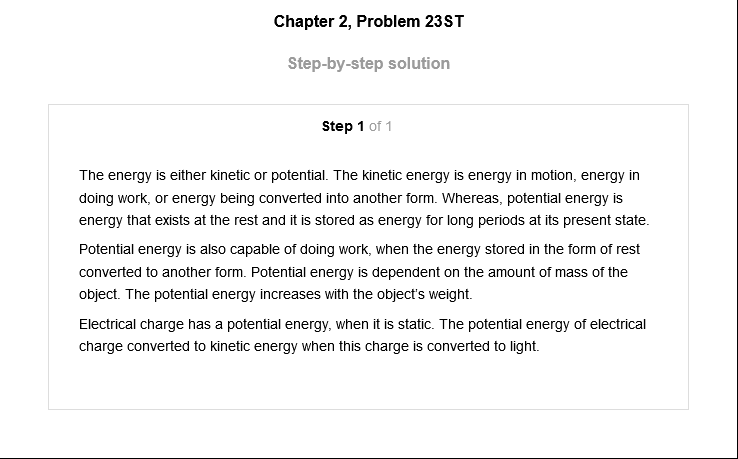 Chapter 2, Problem 23ST
Step-by-step solution
Step 1 of 1
The energy is either kinetic or potential. The kinetic energy is energy in motion, energy in
doing work, or energy being converted into another form. Whereas, potential energy is
energy that exists at the rest and it is stored as energy for long periods at its present state.
Potential energy is also capable of doing work, when the energy stored in the form of rest
converted to another form. Potential energy is dependent on the amount of mass of the
object. The potential energy increases with the object's weight.
Electrical charge has a potential energy, when it is static. The potential energy of electrical
charge converted to kinetic energy when this charge is converted to light.